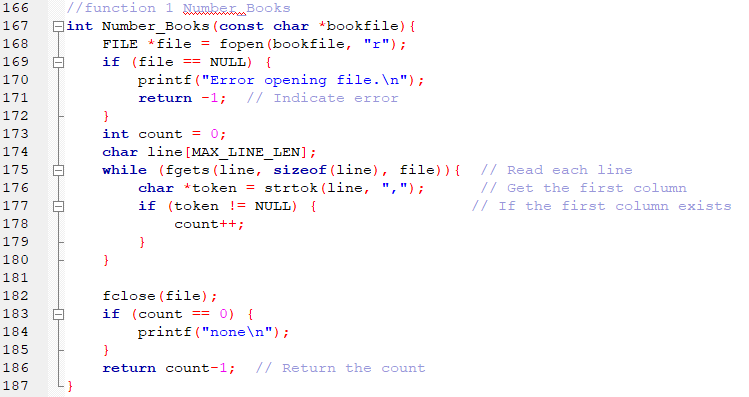 166 //function 1 Number_Books
167 int Number_Books(const char *bookfile){
168 FILE *file = fopen(bookfile, "r");
169 if (file == NULL) {
170 printf("Error opening file.\n");
171 return -1; // Indicate error
172 }
173 int count = 0;
174 char line[MAX_LINE_LEN];
175 while (fgets(line, sizeof(line), file)){ // Read each line
176 char *token = strtok(line, ","); // Get the first column
177 if (token != NULL) { // If the first column exists
178 count++;
179 }
180 }
181
182 fclose(file);
183 if (count == 0) {
184 printf("none\n");
185 }
186 return count-1; // Return the count
187 }